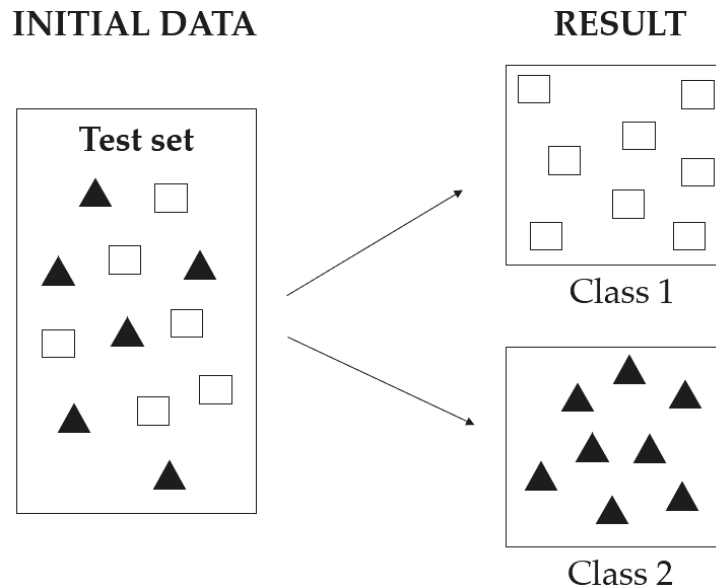 INITIAL DATA
RESULT
Test set
Class 1
Class 2